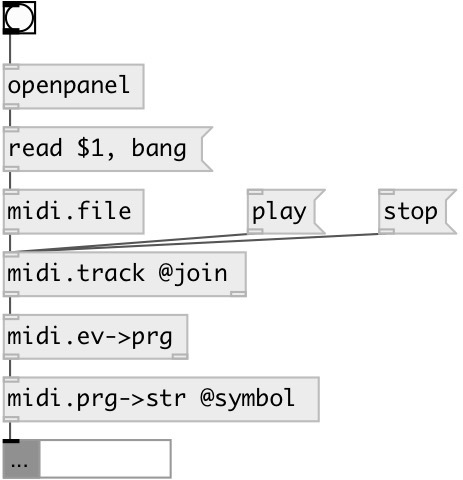 openpanel
read $1, bang
midi.file
play
stop
midi.track @join
midi.ev->prg
midi.prg->str @symbol
...